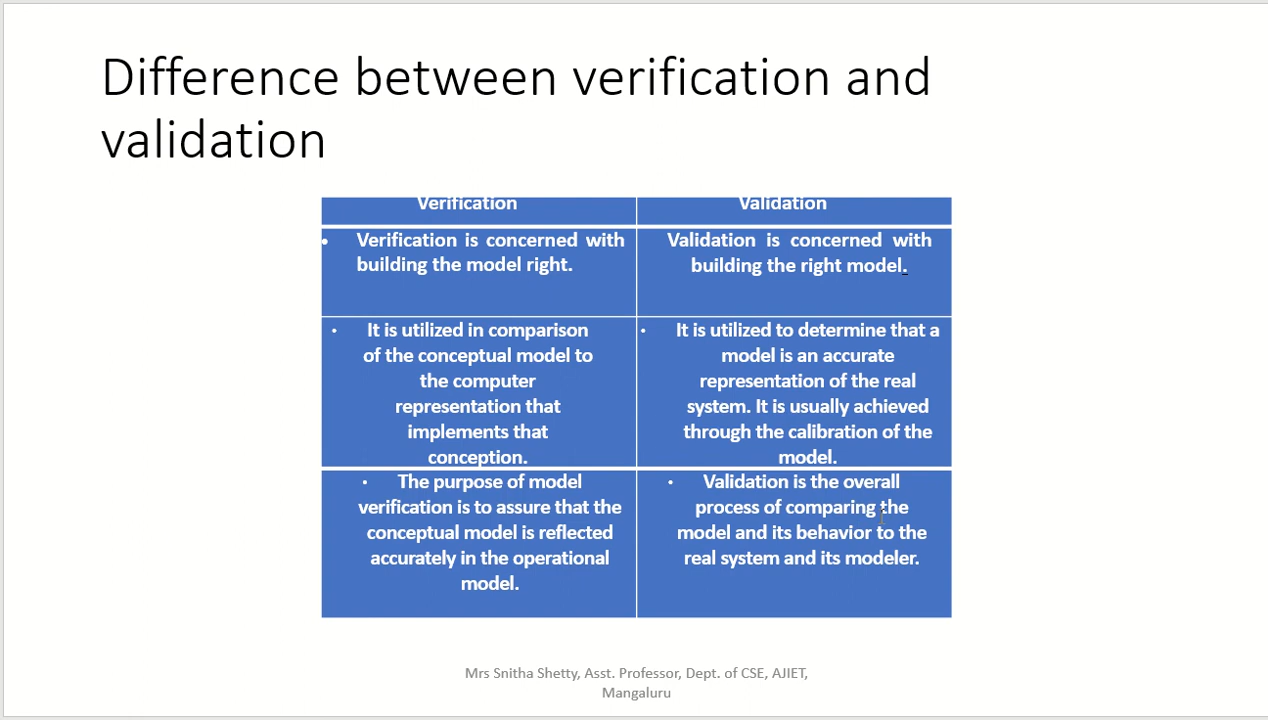 Difference between verification and
validation
Verification
Validation
• Verification is concerned with
building the model right.
Validation is concerned with
building the right model.
• It is utilized in comparison
of the conceptual model to
the computer
representation that
implements that
conception.
• It is utilized to determine that a
model is an accurate
representation of the real
system. It is usually achieved
through the calibration of the
model.
• The purpose of model
verification is to assure that the
conceptual model is reflected
accurately in the operational
model.
• Validation is the overall
process of comparing the
model and its behavior to the
real system and its modeler.
Mrs Snitha Shetty, Asst. Professor, Dept. of CSE, AJIET,
Mangaluru